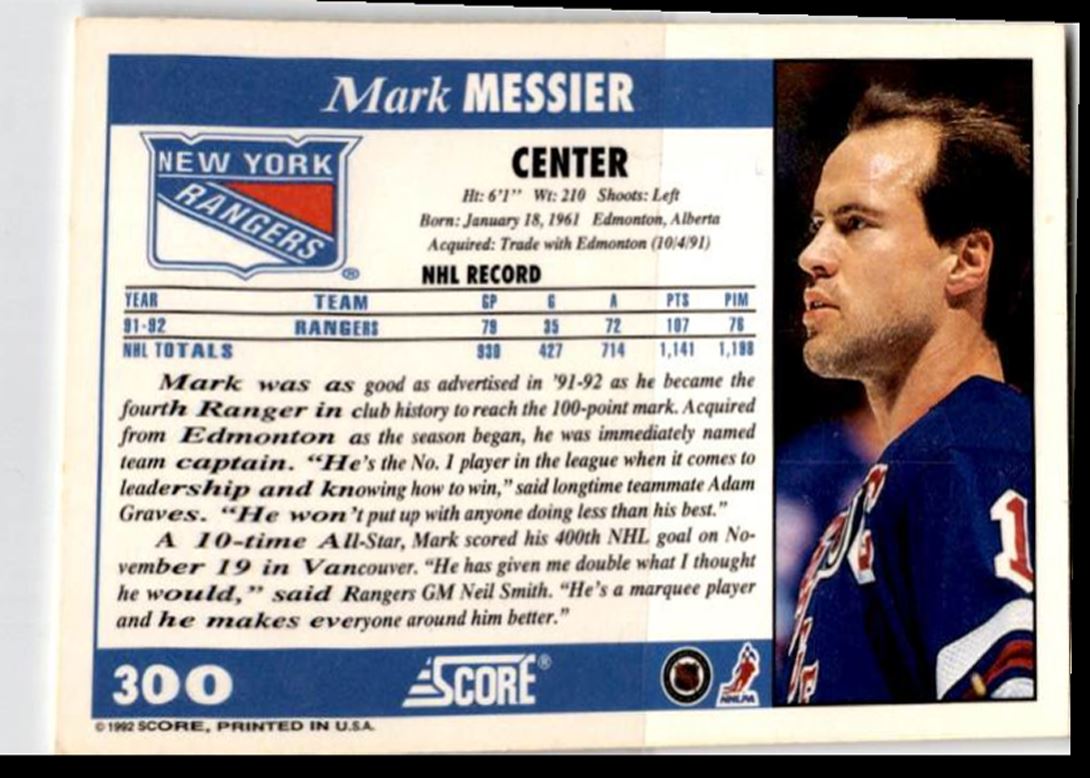 Mark MESSIER
NEW YORK
RANGERS
®
CENTER
Ht: 6'1" Wt: 210 Shoots: Left
Born: January 18, 1961 Edmonton, Alberta
Acquired: Trade with Edmonton (10/4/91)
NHL RECORD
YEAR TEAM GP G A PTS PIM
91-92 RANGERS 79 35 72 107 76
NHL TOTALS 930 427 714 1,141 1,198
Mark was as good as advertised in '91-92 as he became the
fourth Ranger in club history to reach the 100-point mark. Acquired
from Edmonton as the season began, he was immediately named
team captain. “He's the No. 1 player in the league when it comes to
leadership and knowing how to win,” said longtime teammate Adam
Graves. “He won't put up with anyone doing less than his best.”
A 10-time All-Star, Mark scored his 400th NHL goal on No-
vember 19 in Vancouver. “He has given me double what I thought
he would,” said Rangers GM Neil Smith. “He's a marquee player
and he makes everyone around him better.”
C
1
300
SCORE®
NHLPA
© 1992 SCORE, PRINTED IN U.S.A.